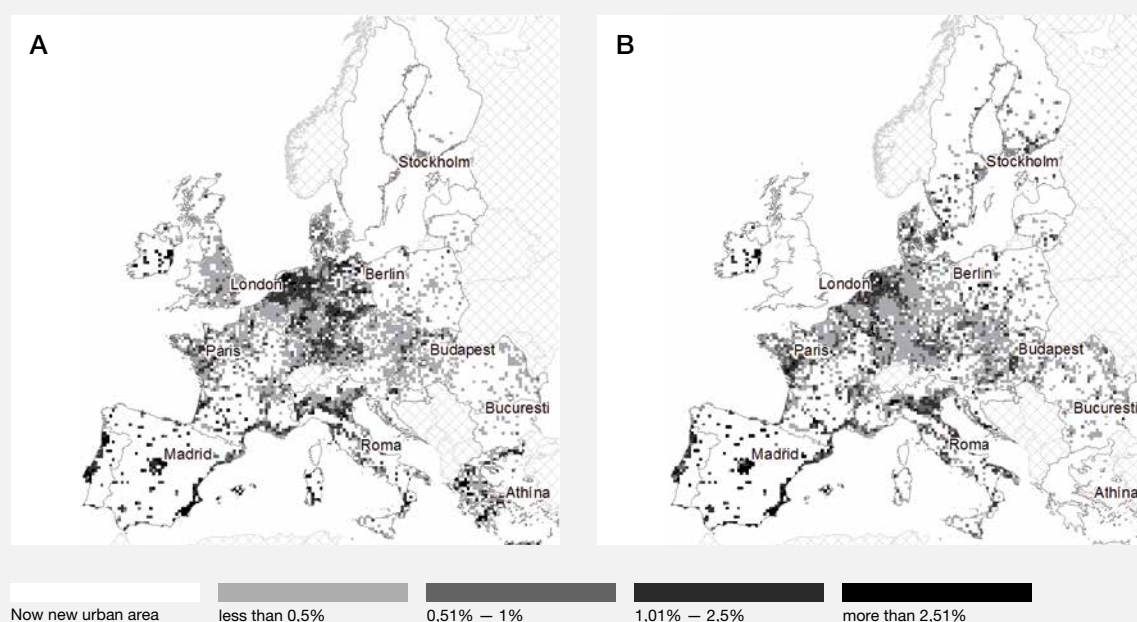 A
Stockholm
London
Berlin
Paris
Budapest
Bucuresti
Madrid
Roma
Athina
B
Stockholm
London
Berlin
Paris
Budapest
Bucuresti
Madrid
Roma
Athina
Now new urban area
less than 0,5%
0,51% — 1%
1,01% — 2,5%
more than 2,51%